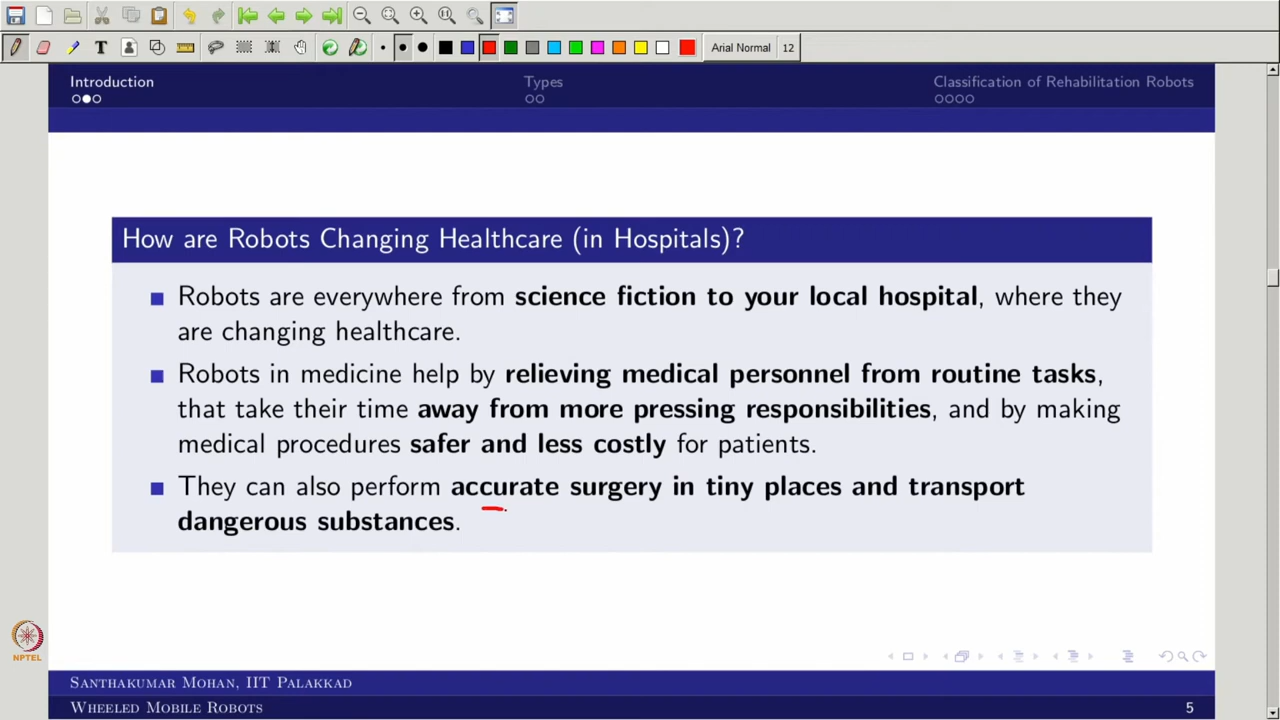 T
1:1
Arial Normal 12
Introduction Types Classification of Rehabilitation Robots
How are Robots Changing Healthcare (in Hospitals)?
Robots are everywhere from science fiction to your local hospital, where they
are changing healthcare.
Robots in medicine help by relieving medical personnel from routine tasks,
that take their time away from more pressing responsibilities, and by making
medical procedures safer and less costly for patients.
They can also perform accurate surgery in tiny places and transport
dangerous substances.
NPTEL
Santhakumar Mohan, IIT Palakkad
Wheeled Mobile Robots 5